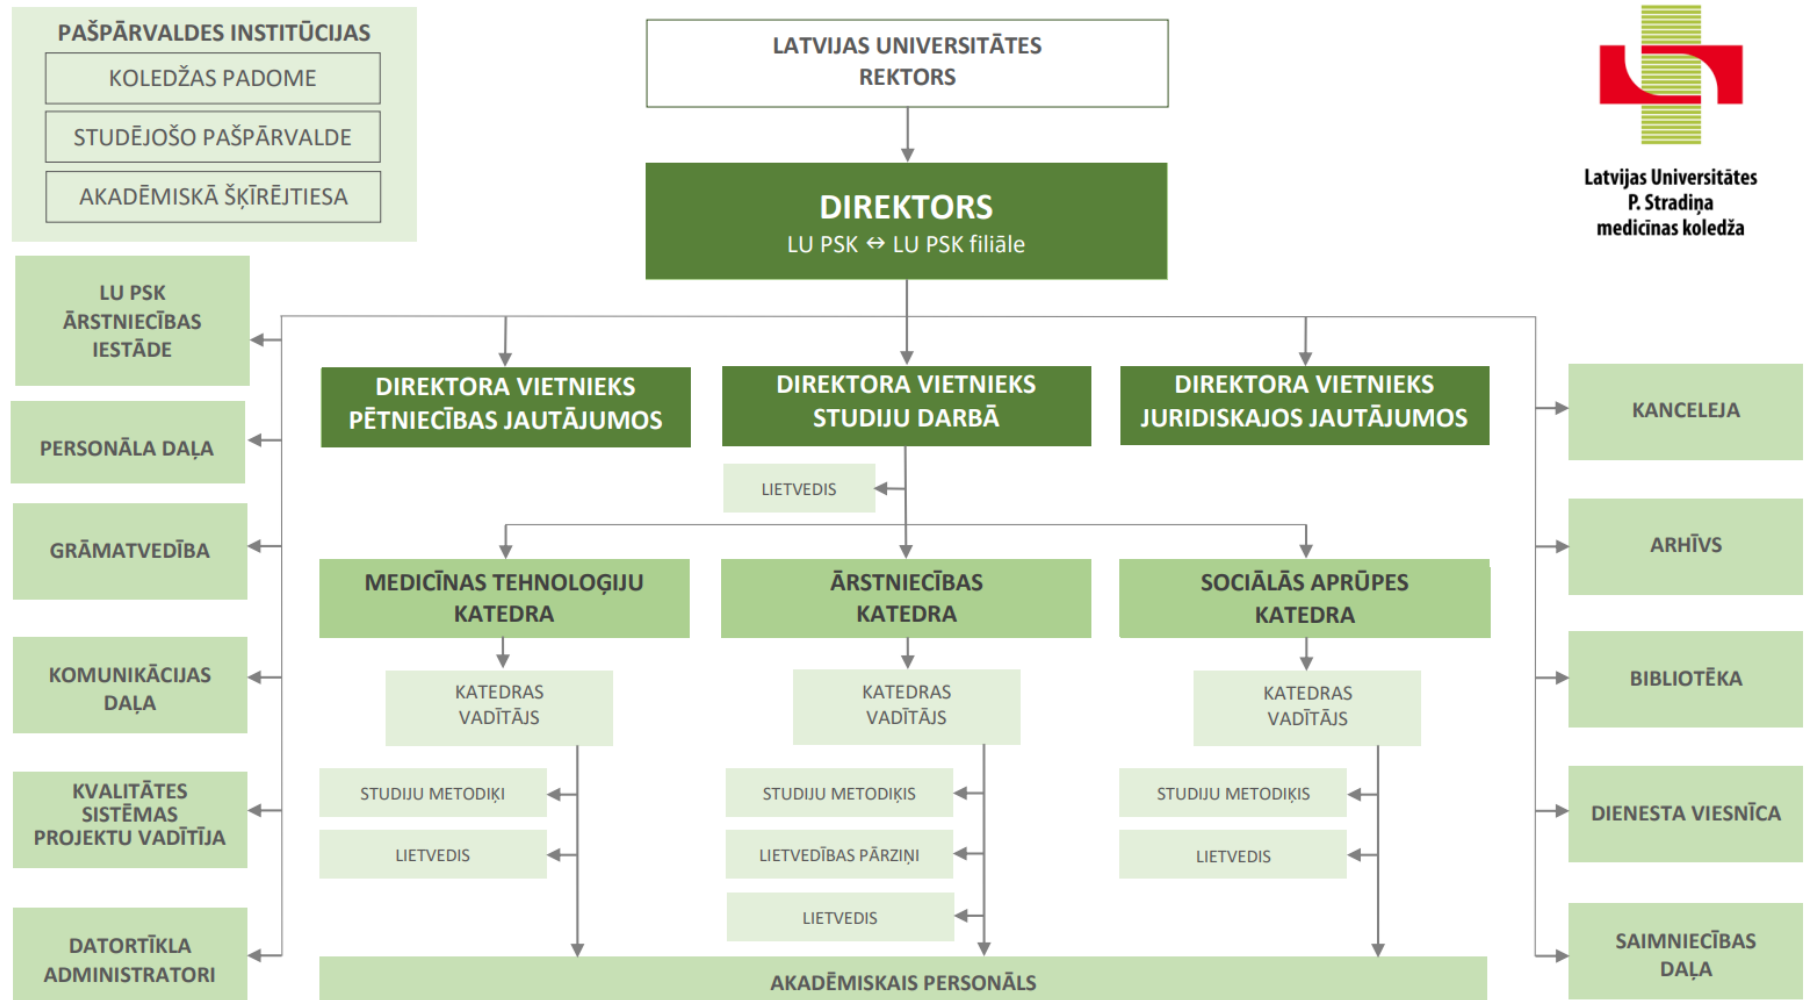 PAŠPĀRVALDES INSTITŪCIJAS
KOLEDŽAS PADOME
STUDĒJOŠO PAŠPĀRVALDE
AKADĒMISKĀ ŠĶĪRĒJTIESA
LATVIJAS UNIVERSITĀTES
REKTORS
DIREKTORS
LU PSK ↔ LU PSK filiāle
Latvijas Universitātes
P. Stradiņa
medicīnas koledža
LU PSK
ĀRSTNIECĪBAS
IESTĀDE
PERSONĀLA DAĻA
GRĀMATVEDĪBA
KOMUNIKĀCIJAS
DAĻA
KVALITĀTES
SISTĒMAS
PROJEKTU VADĪTĪJA
DATORTĪKLA
ADMINISTRATORI
DIREKTORA VIETNIEKS
PĒTNIECĪBAS JAUTĀJUMOS
DIREKTORA VIETNIEKS
STUDIJU DARBĀ
DIREKTORA VIETNIEKS
JURIDISKAJOS JAUTĀJUMOS
LIETVEDIS
MEDICĪNAS TEHNOLOĢIJU
KATEDRA
KATEDRAS
VADĪTĀJS
STUDIJU METODIĶI
LIETVEDIS
ĀRSTNIECĪBAS
KATEDRA
KATEDRAS
VADĪTĀJS
STUDIJU METODIĶIS
LIETVEDĪBAS PĀRZIŅI
LIETVEDIS
SOCIĀLĀS APRŪPES
KATEDRA
KATEDRAS
VADĪTĀJS
STUDIJU METODIĶIS
LIETVEDIS
AKADĒMISKAIS PERSONĀLS
KANCELEJA
ARHĪVS
BIBLIOTĒKA
DIENESTA VIESNĪCA
SAIMNIECĪBAS
DAĻA